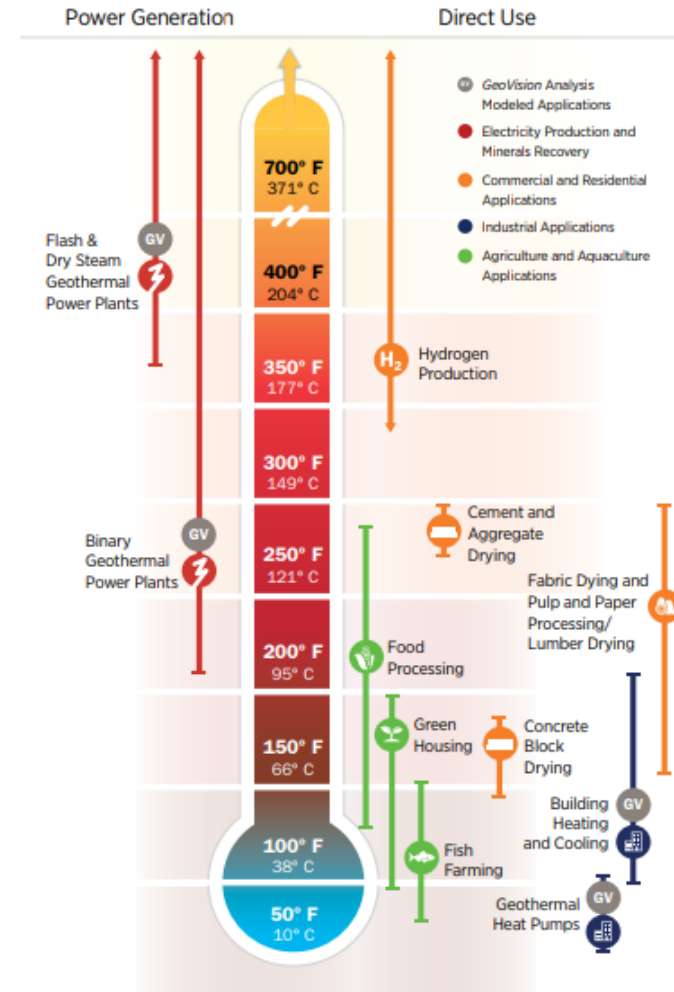 Power Generation
Direct Use
GV
GeoVision Analysis
Modeled Applications
Electricity Production and
Minerals Recovery
Commercial and Residential
Applications
Industrial Applications
Agriculture and Aquaculture
Applications
700° F
371° C
Flash &
Dry Steam
Geothermal
Power Plants
GV
400° F
204° C
350° F
177° C
H2
Hydrogen
Production
300° F
149° C
Cement and
Aggregate
Drying
Binary
Geothermal
Power Plants
GV
250° F
121° C
Fabric Dying and
Pulp and Paper
Processing/
Lumber Drying
200° F
95° C
Food
Processing
150° F
66° C
Green
Housing
Concrete
Block
Drying
Building
Heating
and Cooling
GV
100° F
38° C
Fish
Farming
Geothermal
Heat Pumps
GV
50° F
10° C